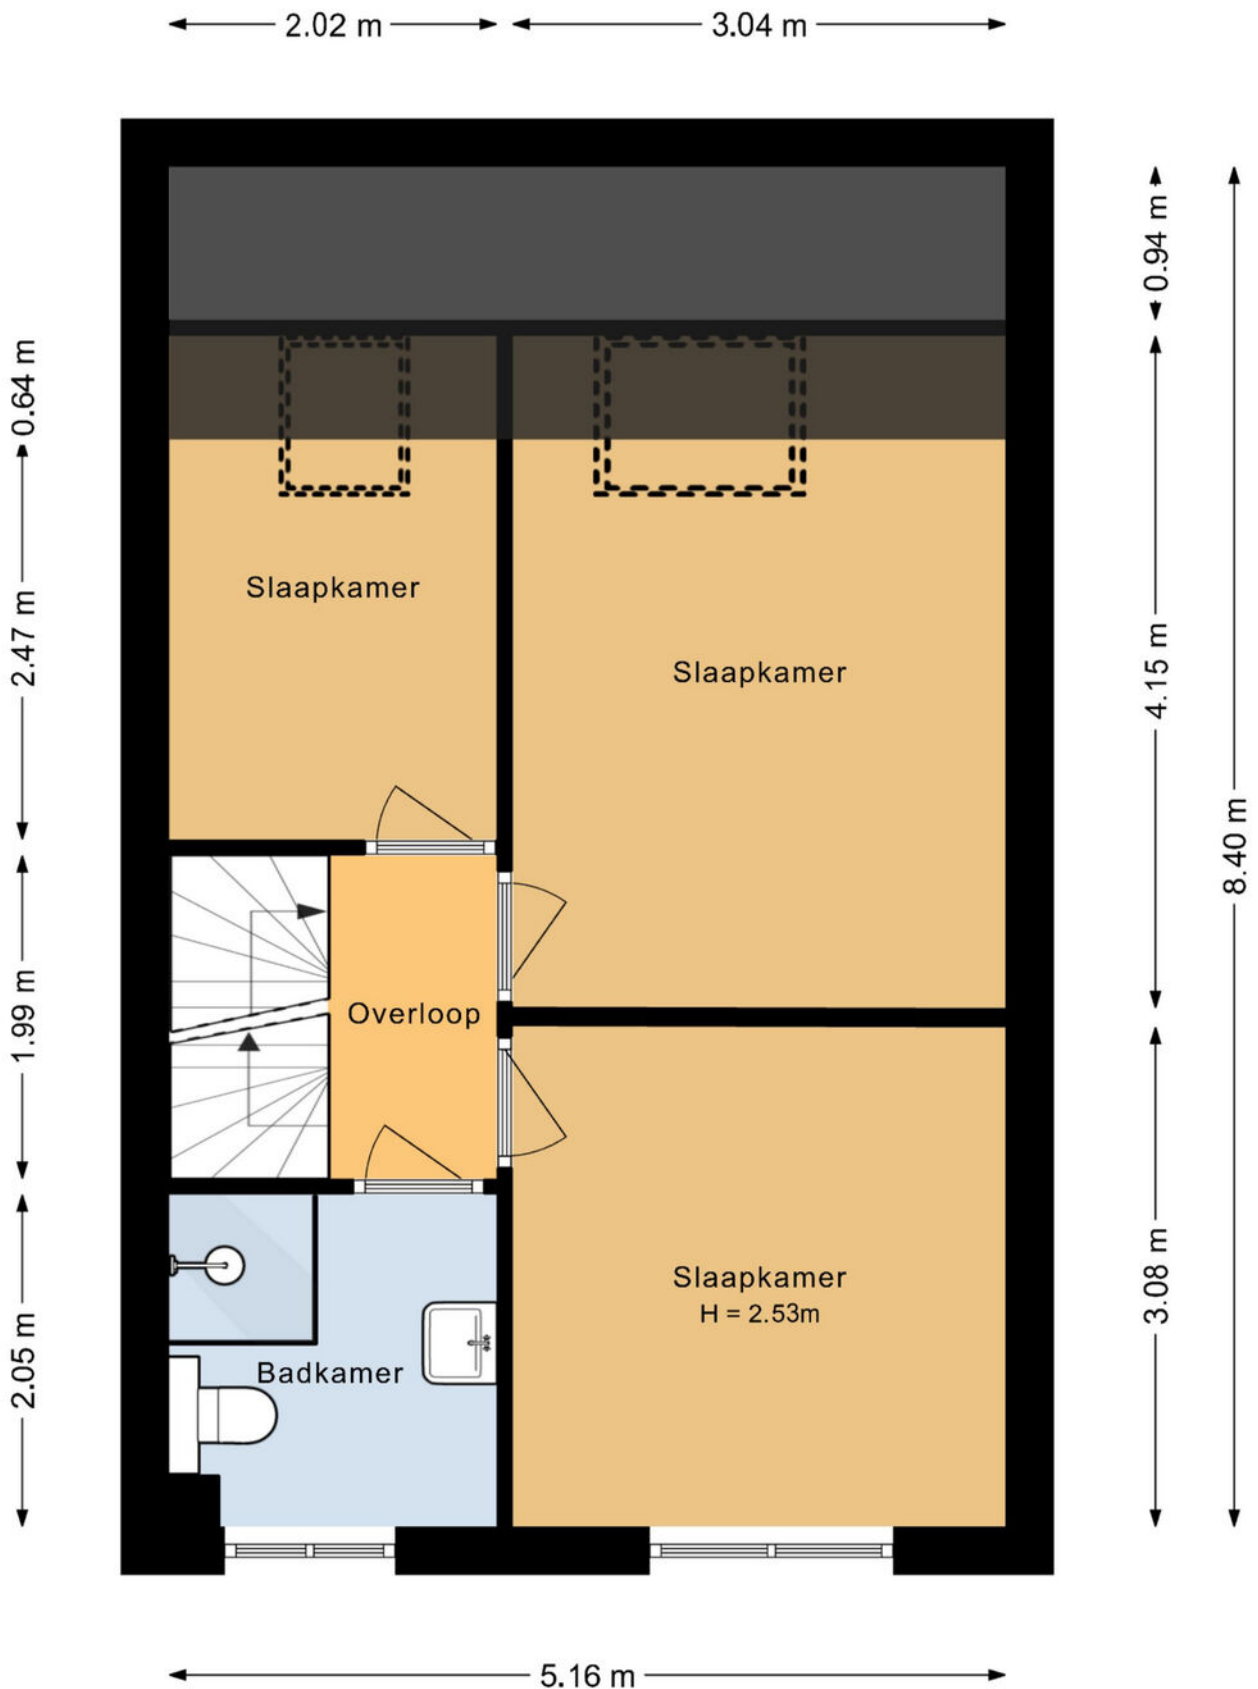 2.02 m
3.04 m
0.94 m
0.64 m
Slaapkamer
2.47 m
Slaapkamer
4.15 m
8.40 m
Overloop
1.99 m
Slaapkamer
H = 2.53m
3.08 m
Badkamer
2.05 m
5.16 m